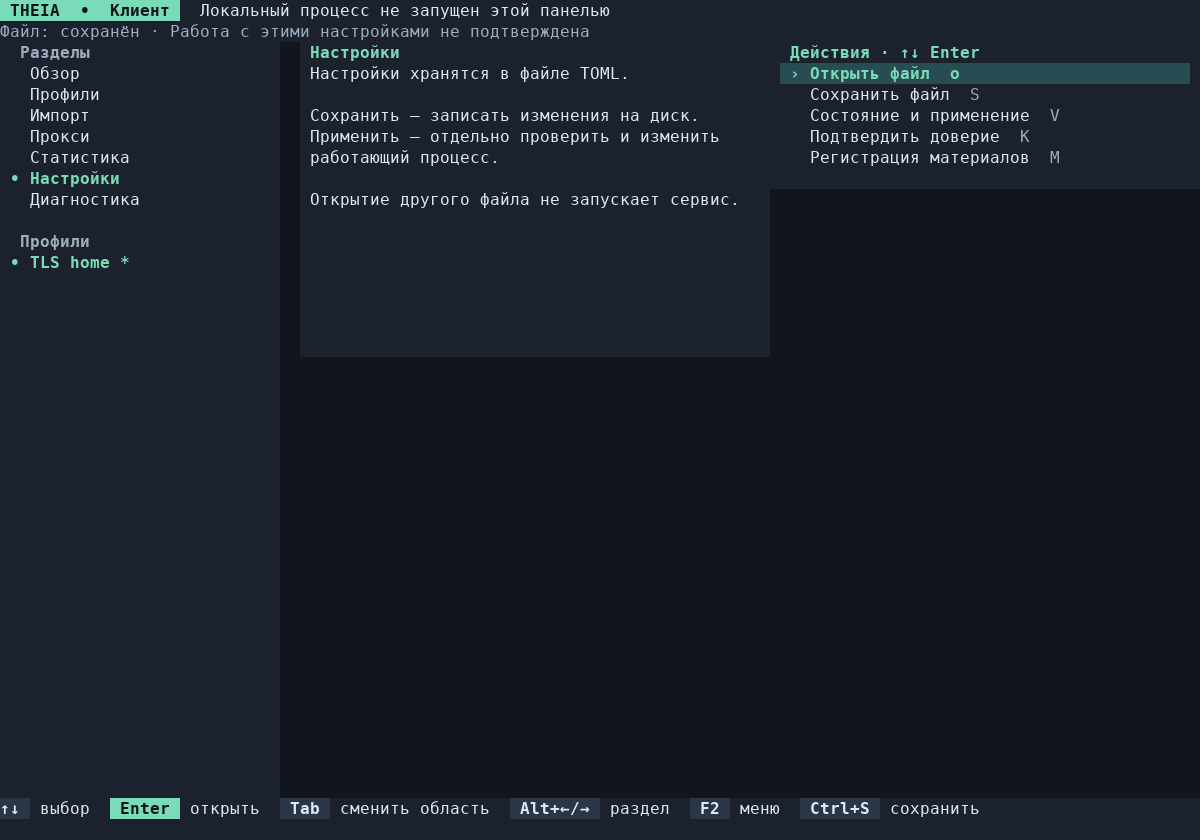 THEIA • Клиент Локальный процесс не запущен этой панелью
Файл: сохранён · Работа с этими настройками не подтверждена
Разделы
Обзор
Профили
Импорт
Прокси
Статистика
• Настройки
Диагностика
Профили
• TLS home *
Настройки
Настройки хранятся в файле TOML.
Сохранить — записать изменения на диск.
Применить — отдельно проверить и изменить
работающий процесс.
Открытие другого файла не запускает сервис.
Действия · ↑↓ Enter
› Открыть файл o
Сохранить файл S
Состояние и применение V
Подтвердить доверие K
Регистрация материалов M
↑↓ выбор Enter открыть Tab сменить область Alt+←/→ раздел F2 меню Ctrl+S сохранить